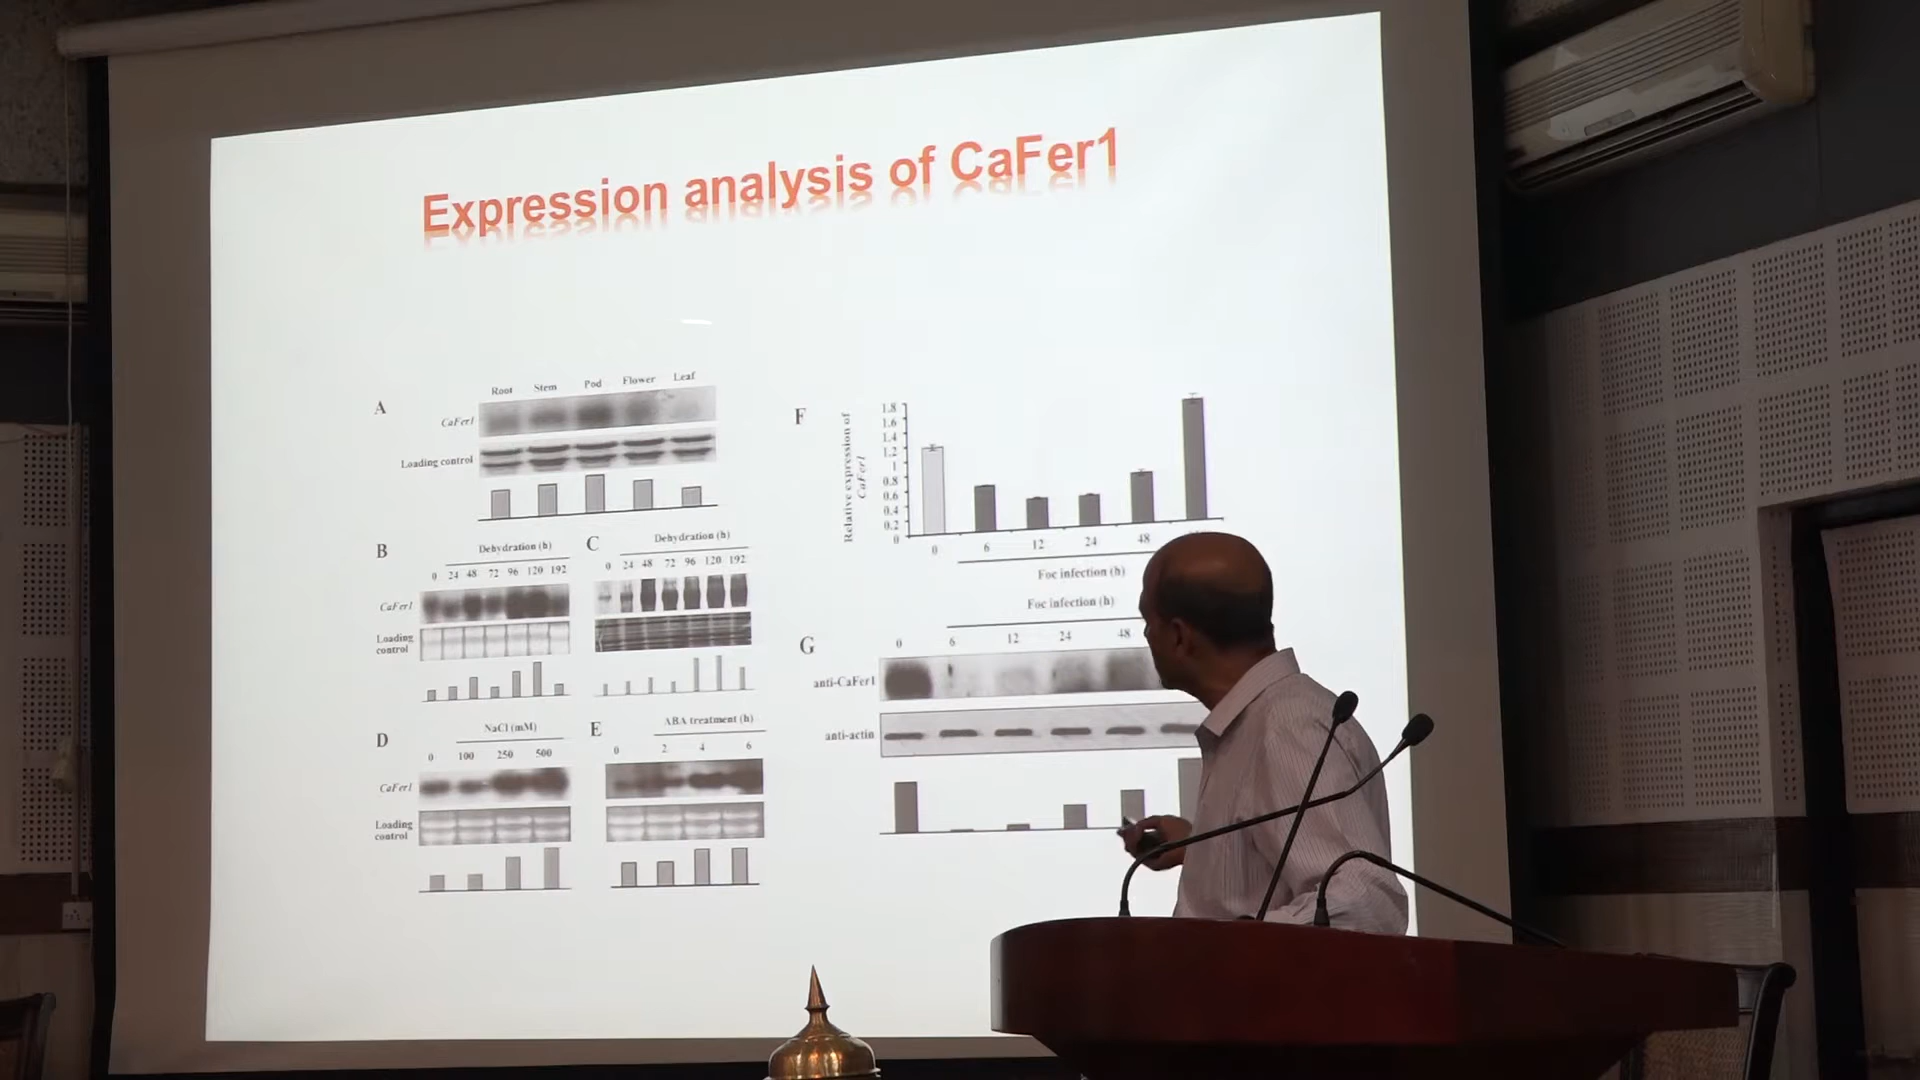 Expression analysis of CaFer1
A
Root Stem Pod Flower Leaf
CaFer1
Loading control
B
Dehydration (h)
0 24 48 72 96 120 192
CaFer1
Loading
control
C
Dehydration (h)
0 24 48 72 96 120 192
D
NaCl (mM)
0 100 250 500
CaFer1
Loading
control
E
ABA treatment (h)
0 2 4 6
F
Relative expression of
CaFer1
1.8
1.6
1.4
1.2
1
0.8
0.6
0.4
0.2
0
0 6 12 24 48
Foc infection (h)
G
Foc infection (h)
0 6 12 24 48
anti-CaFer1
anti-actin